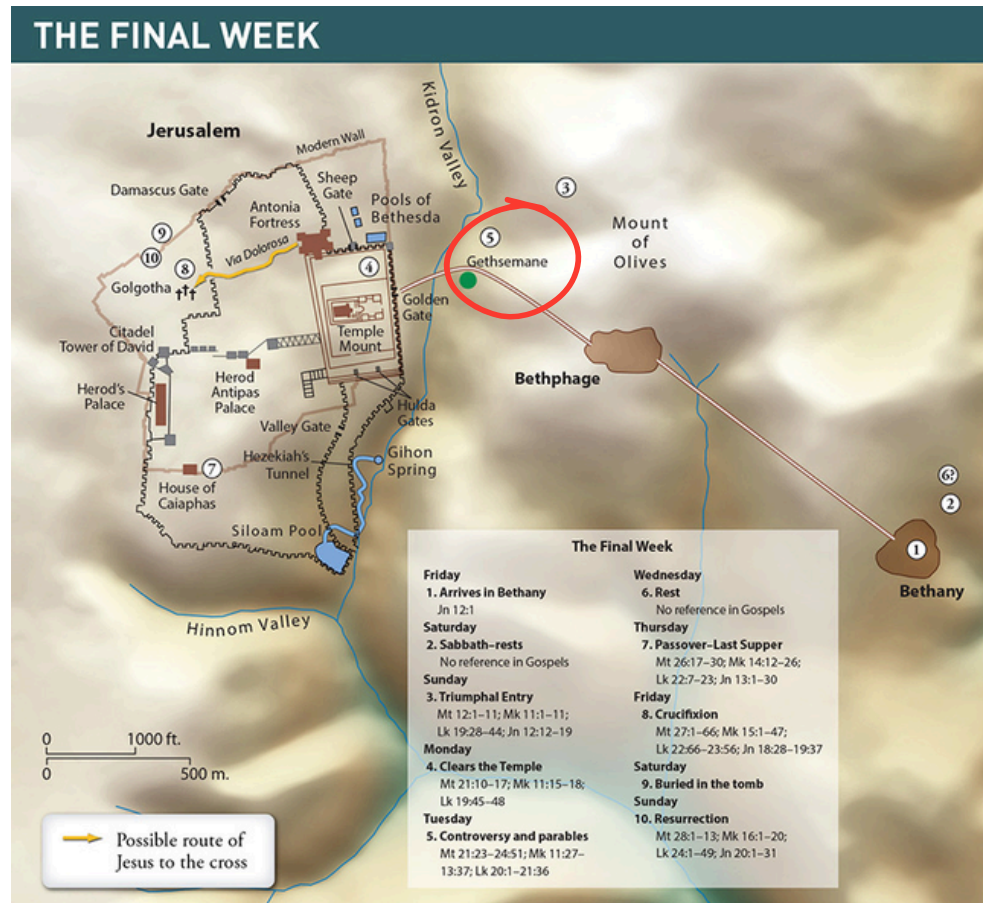 THE FINAL WEEK
Jerusalem
Modern Wall
Kidron Valley
Damascus Gate
Sheep
Gate
Pools of
Bethesda
Antonia
Fortress
3
9
10
8
Via Dolorosa
4
5
Gethsemane
Mount
of
Olives
Golgotha
Golden
Gate
Temple
Mount
Citadel
Tower of David
Herod's
Palace
Herod
Antipas
Palace
Bethphage
Hulda
Gates
Valley Gate
Hezekiah's
Tunnel
Gihon
Spring
7
House of
Caiaphas
6?
2
Siloam Pool
1
Bethany
Hinnom Valley
The Final Week
Friday
1. Arrives in Bethany
Jn 12:1
Saturday
2. Sabbath–rests
No reference in Gospels
Sunday
3. Triumphal Entry
Mt 12:1–11; Mk 11:1–11;
Lk 19:28–44; Jn 12:12–19
Monday
4. Clears the Temple
Mt 21:10–17; Mk 11:15–18;
Lk 19:45–48
Tuesday
5. Controversy and parables
Mt 21:23–24:51; Mk 11:27–
13:37; Lk 20:1–21:36
Wednesday
6. Rest
No reference in Gospels
Thursday
7. Passover–Last Supper
Mt 26:17–30; Mk 14:12–26;
Lk 22:7–23; Jn 13:1–30
Friday
8. Crucifixion
Mt 27:1–66; Mk 15:1–47;
Lk 22:66–23:56; Jn 18:28–19:37
Saturday
9. Buried in the tomb
Sunday
10. Resurrection
Mt 28:1–13; Mk 16:1–20;
Lk 24:1–49; Jn 20:1–31
0 1000 ft.
0 500 m.
Possible route of
Jesus to the cross